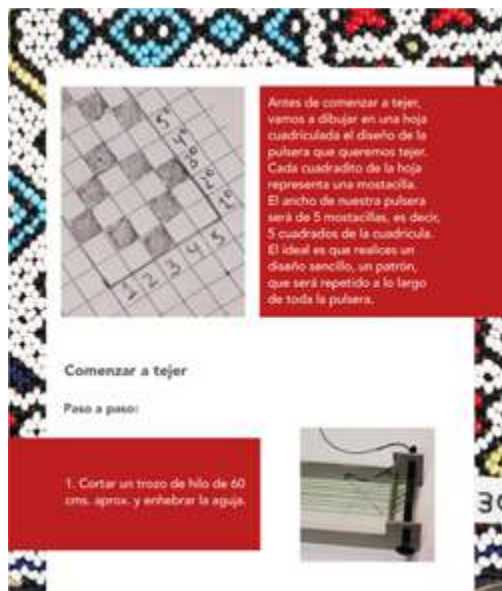 Antes de comenzar a tejer,
vamos a dibujar en una hoja
cuadriculada el diseño de la
pulsera que queremos tejer.
Cada cuadradito de la hoja
representa una mostacilla.
El ancho de nuestra pulsera
será de 5 mostacillas, es decir,
5 cuadrados de la cuadrícula.
El ideal es que realices un
diseño sencillo, un patrón,
que será repetido a lo largo
de toda la pulsera.
1 2 3 4 5
Comenzar a tejer
Paso a paso:
1. Cortar un trozo de hilo de 60
cms. aprox. y enhebrar la aguja.